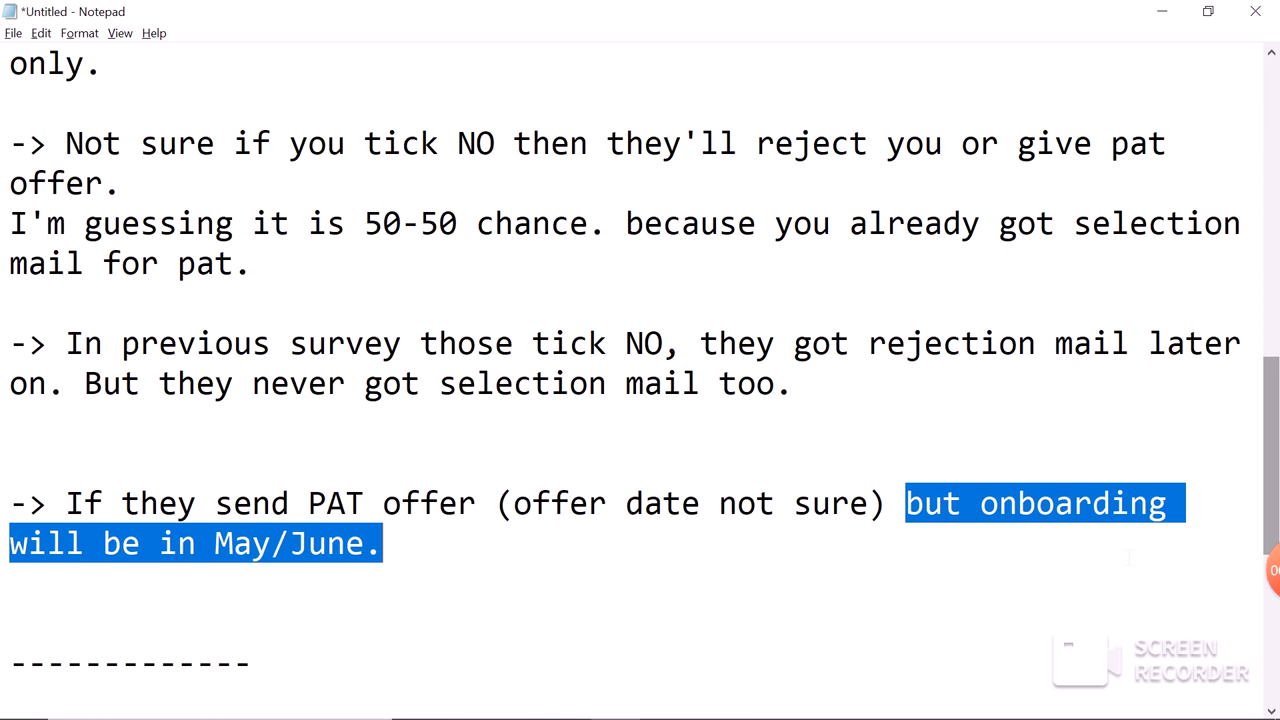 *Untitled - Notepad
File Edit Format View Help
only.
-> Not sure if you tick NO then they'll reject you or give pat
offer.
I'm guessing it is 50-50 chance. because you already got selection
mail for pat.
-> In previous survey those tick NO, they got rejection mail later
on. But they never got selection mail too.
-> If they send PAT offer (offer date not sure) but onboarding
will be in May/June.
-------------
SCREEN
RECORDER